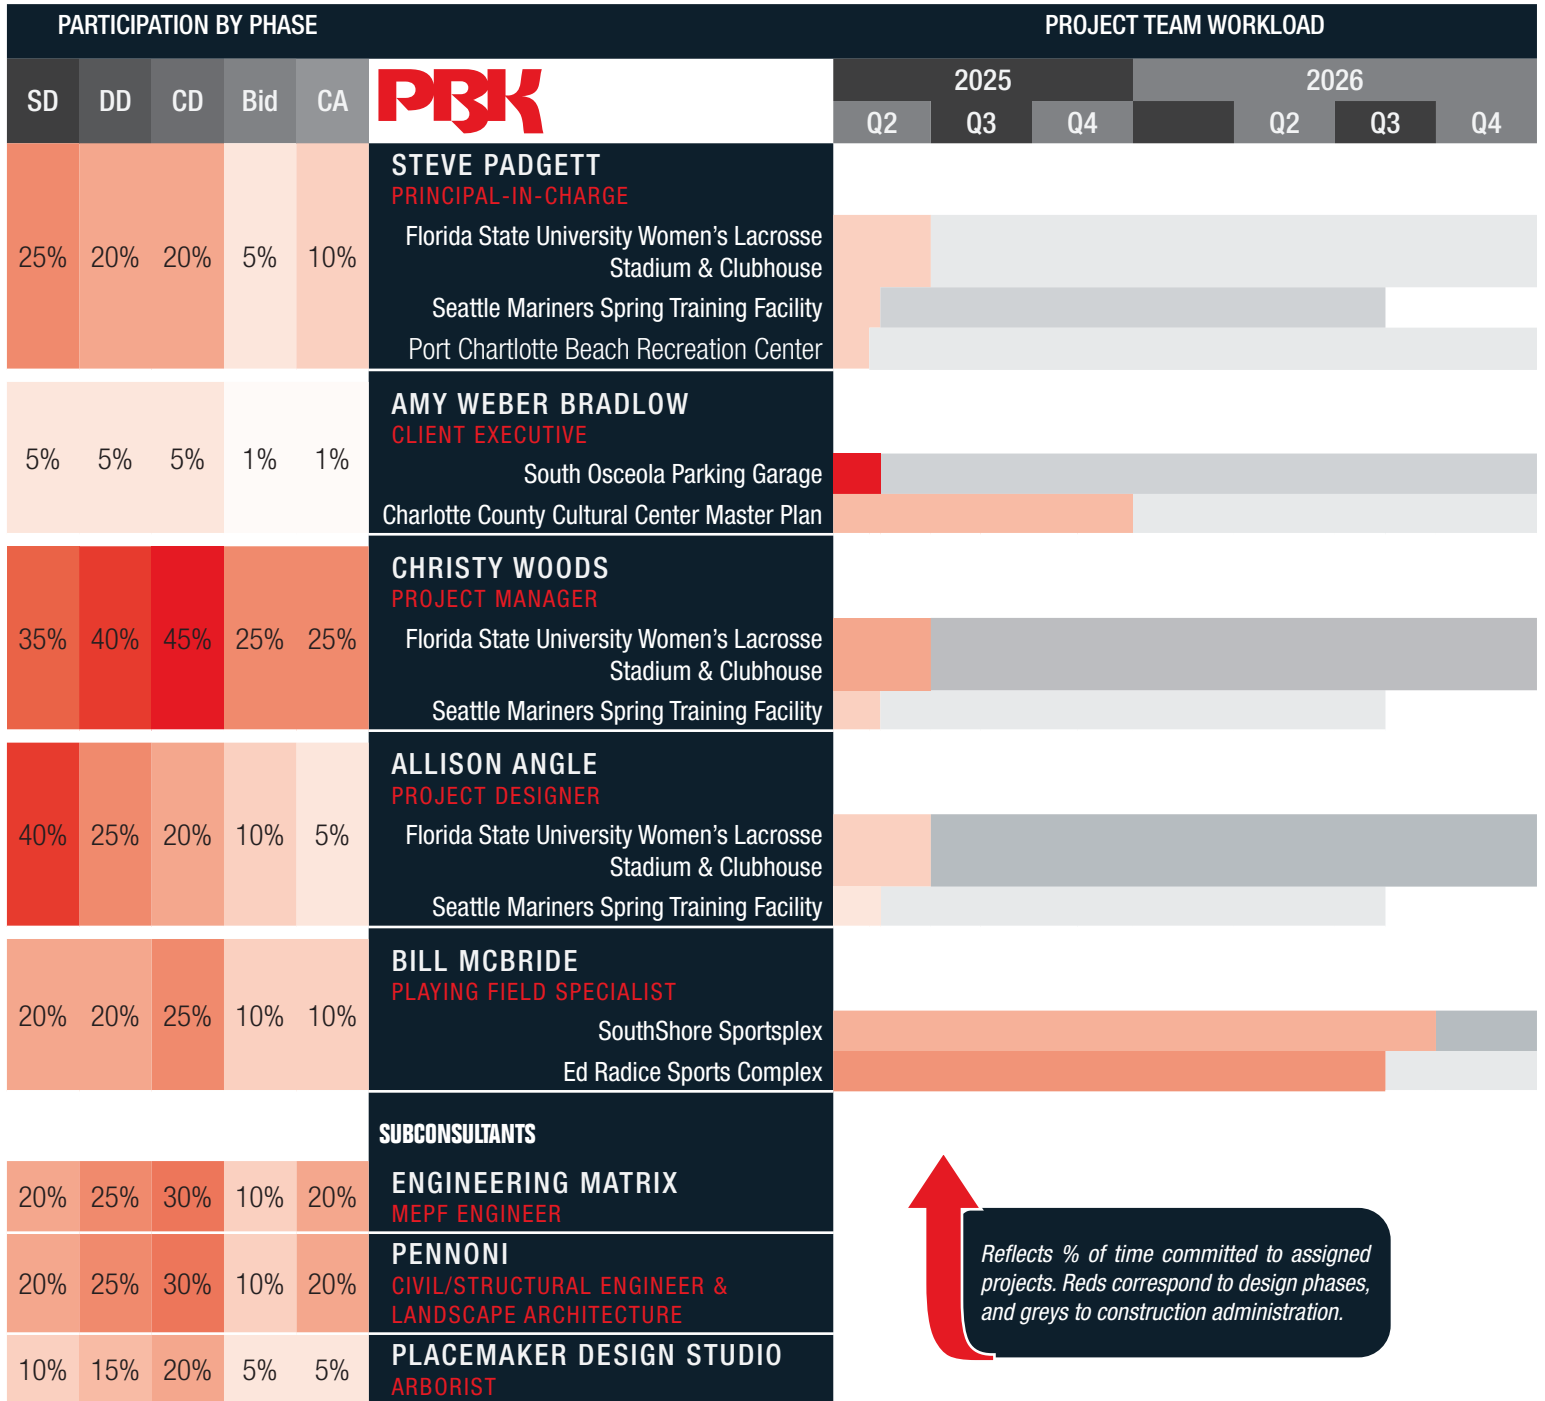 PARTICIPATION BY PHASE
PROJECT TEAM WORKLOAD
SD DD CD Bid CA
PBK
2025
2026
Q2 Q3 Q4 Q2 Q3 Q4
STEVE PADGETT
PRINCIPAL-IN-CHARGE
25% 20% 20% 5% 10%
Florida State University Women's Lacrosse
Stadium & Clubhouse
Seattle Mariners Spring Training Facility
Port Chartlotte Beach Recreation Center
AMY WEBER BRADLOW
CLIENT EXECUTIVE
5% 5% 5% 1% 1%
South Osceola Parking Garage
Charlotte County Cultural Center Master Plan
CHRISTY WOODS
PROJECT MANAGER
35% 40% 45% 25% 25%
Florida State University Women's Lacrosse
Stadium & Clubhouse
Seattle Mariners Spring Training Facility
ALLISON ANGLE
PROJECT DESIGNER
40% 25% 20% 10% 5%
Florida State University Women's Lacrosse
Stadium & Clubhouse
Seattle Mariners Spring Training Facility
BILL MCBRIDE
PLAYING FIELD SPECIALIST
20% 20% 25% 10% 10%
SouthShore Sportsplex
Ed Radice Sports Complex
SUBCONSULTANTS
20% 25% 30% 10% 20%
ENGINEERING MATRIX
MEPF ENGINEER
20% 25% 30% 10% 20%
PENNONI
CIVIL/STRUCTURAL ENGINEER &
LANDSCAPE ARCHITECTURE
10% 15% 20% 5% 5%
PLACEMAKER DESIGN STUDIO
ARBORIST
Reflects % of time committed to assigned
projects. Reds correspond to design phases,
and greys to construction administration.